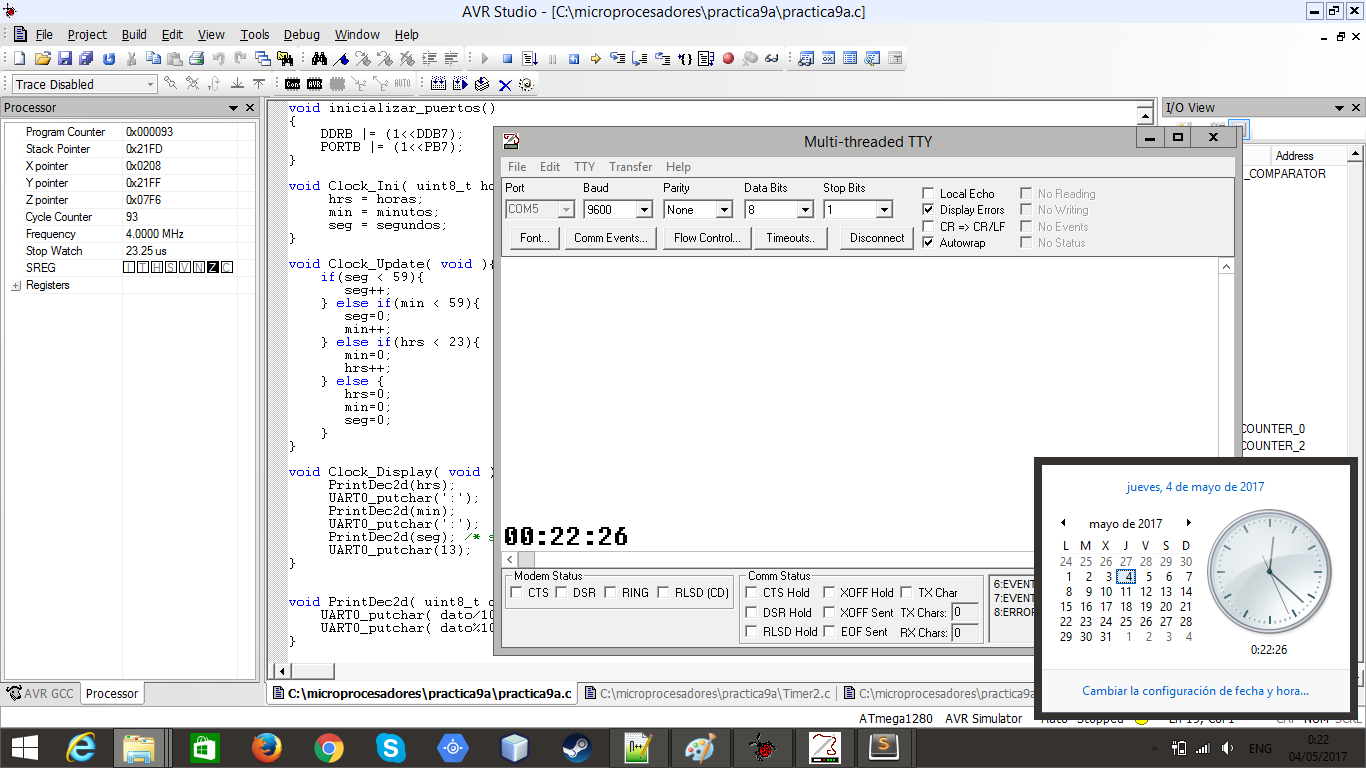 AVR Studio - [C:\microprocesadores\practica9a\practica9a.c]
File Project Build Edit View Tools Debug Window Help
Trace Disabled
Con AVR AUTO
Processor
Program Counter 0x000093
Stack Pointer 0x21FD
X pointer 0x0208
Y pointer 0x21FF
Z pointer 0x07F6
Cycle Counter 93
Frequency 4.0000 MHz
Stop Watch 23.25 us
SREG I T H S V N Z C
Registers
AVR GCC Processor
void inicializar_puertos()
{
DDRB |= (1<<DDB7);
PORTB |= (1<<PB7);
}
void Clock_Ini( uint8_t ho
hrs = horas;
min = minutos;
seg = segundos;
}
void Clock_Update( void ){
if(seg < 59){
seg++;
} else if(min < 59){
seg=0;
min++;
} else if(hrs < 23){
min=0;
hrs++;
} else {
hrs=0;
min=0;
seg=0;
}
}
void Clock_Display( void )
PrintDec2d(hrs);
UART0_putchar(':');
PrintDec2d(min);
UART0_putchar(':');
PrintDec2d(seg); /* s
UART0_putchar(13);
}
void PrintDec2d( uint8_t d
UART0_putchar( dato/10
UART0_putchar( dato%10
}
C:\microprocesadores\practica9a\practica9a.c C:\microprocesadores\practica9a\Timer2.c C:\microprocesadores\practica9a
Multi-threaded TTY
File Edit TTY Transfer Help
Port Baud Parity Data Bits Stop Bits
COM5 9600 None 8 1
Local Echo No Reading
Display Errors No Writing
CR => CR/LF No Events
Autowrap No Status
Font... Comm Events... Flow Control... Timeouts.. Disconnect
00:22:26
Modem Status
CTS DSR RING RLSD (CD)
Comm Status
CTS Hold XOFF Hold TX Char
DSR Hold XOFF Sent TX Chars: 0
RLSD Hold EOF Sent RX Chars: 0
6:EVENT
7:EVENT
8:ERROR
I/O View
Address
_COMPARATOR
COUNTER_0
COUNTER_2
jueves, 4 de mayo de 2017
mayo de 2017
L M X J V S D
24 25 26 27 28 29 30
1 2 3 4 5 6 7
8 9 10 11 12 13 14
15 16 17 18 19 20 21
22 23 24 25 26 27 28
29 30 31 1 2 3 4
0:22:26
Cambiar la configuración de fecha y hora...
ATmega1280 AVR Simulator Auto Stopped
ENG
0:22
04/05/2017